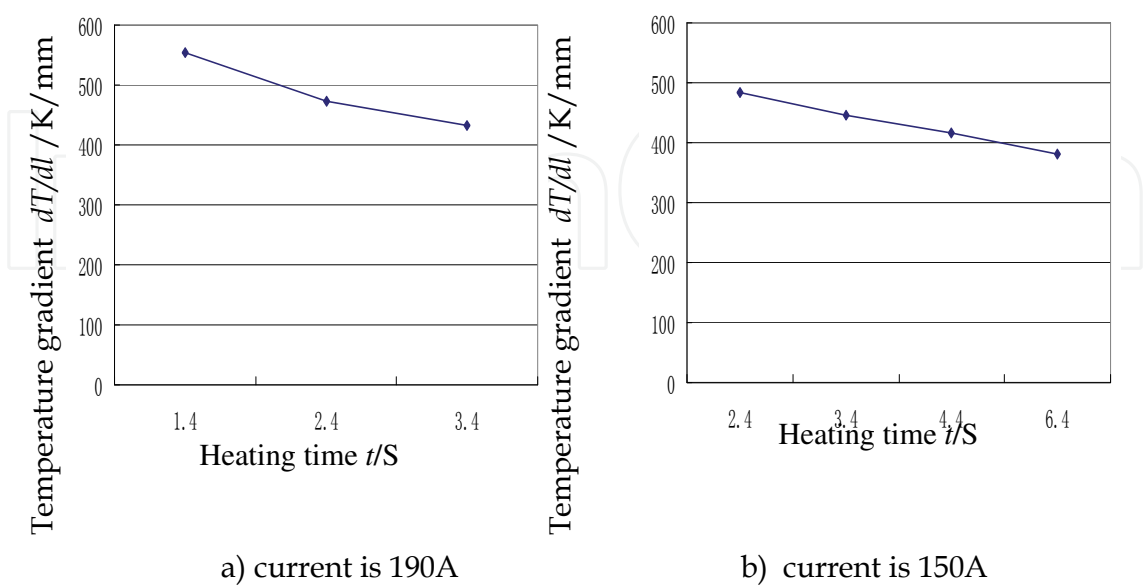 Temperature gradient dT/dl /K/mm
600
500
400
300
200
100
0
1.4 2.4 3.4
Heating time t/S
a) current is 190A
Temperature gradient dT/dl /K/mm
600
500
400
300
200
100
0
2.4 3.4 4.4 6.4
Heating time t/S
b) current is 150A